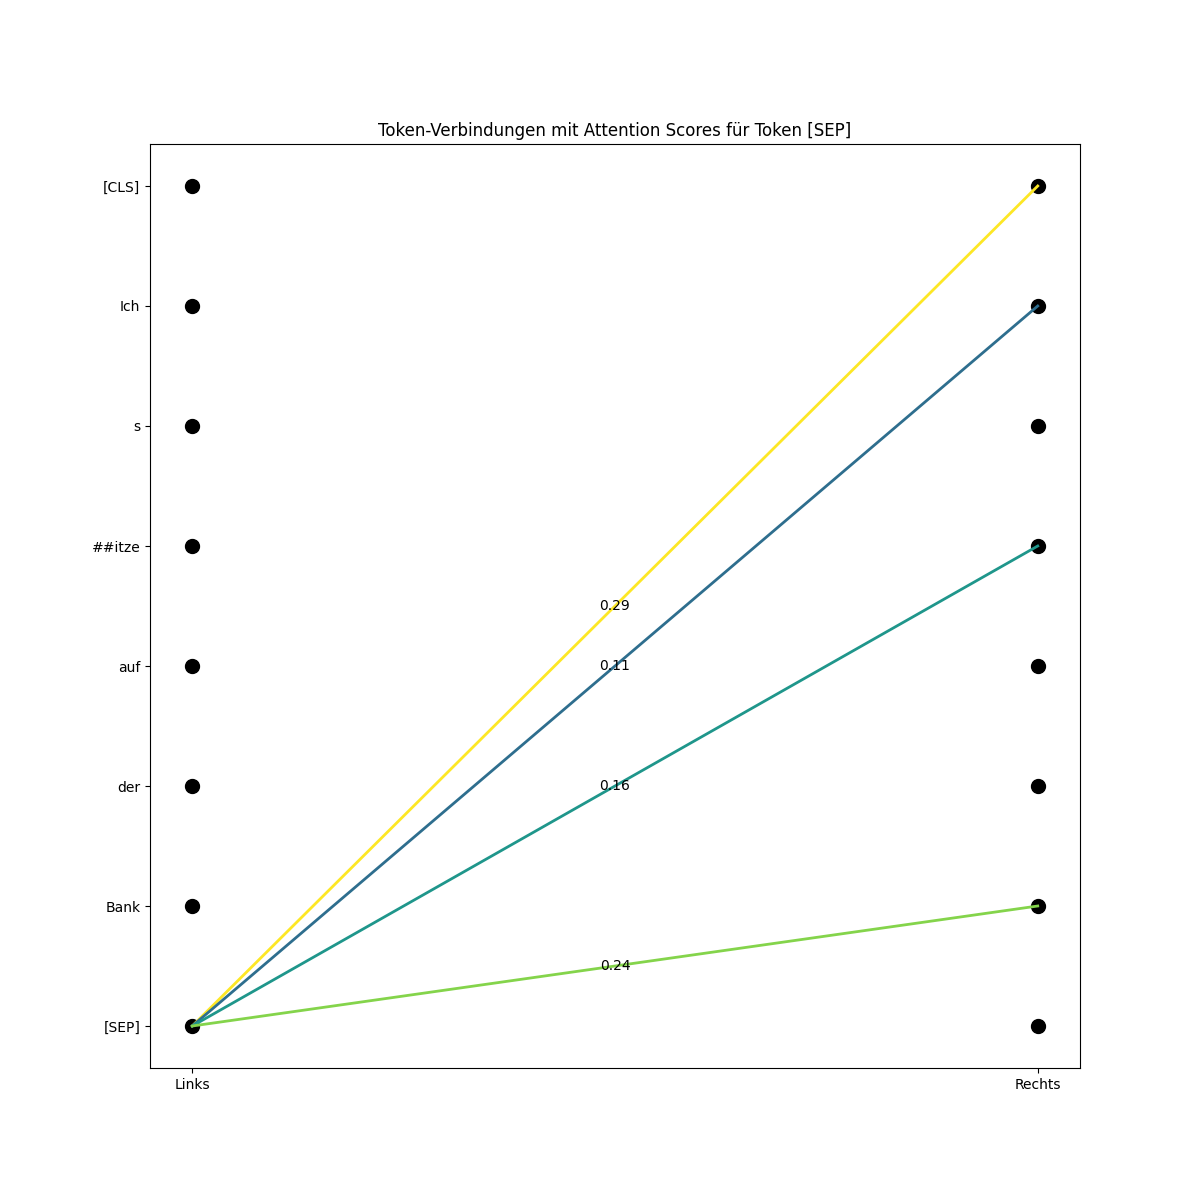 Token-Verbindungen mit Attention Scores für Token [SEP]
[CLS]
Ich
s
##itze
0.29
auf
0.11
der
0.16
Bank
0.24
[SEP]
Links
Rechts